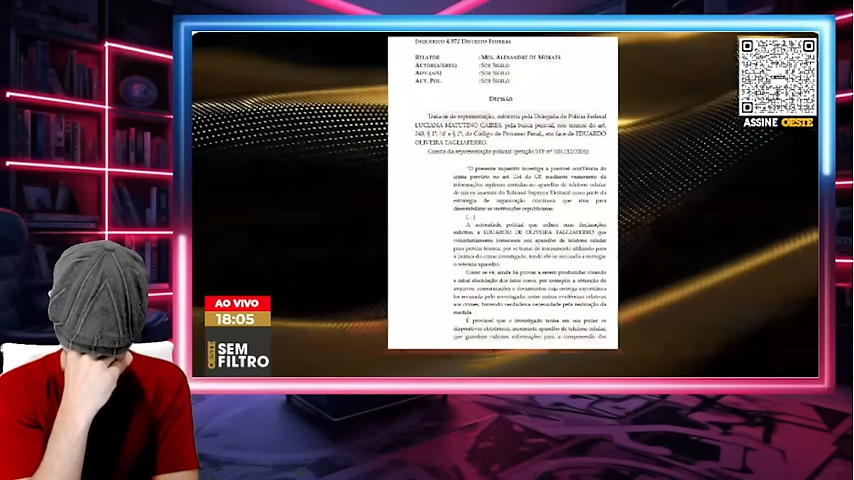 INQUÉRITO 4.972 DISTRITO FEDERAL
RELATOR : MIN. ALEXANDRE DE MORAES
AUTOR(A/S)(ES) : SOB SIGILO
ADV.(A/S) : SOB SIGILO
AUT. POL. : SOB SIGILO
DECISÃO
Trata-se de representação, subscrita pela Delegada de Polícia Federal
LUCIANA MATUTINO CAIRES, pela busca pessoal, nos termos do art.
240, § 1º, "d" e § 2º, do Código de Processo Penal, em face de EDUARDO
OLIVEIRA TAGLIAFERRO.
Consta da representação policial (petição STF nº
"O presente inquérito investiga a possível ocorrência do
crime previsto no art. 154 do CP, mediante vazamento de
informações sigilosas contidas no aparelho de telefone celular
de um ex assessor do Tribunal Superior Eleitoral como parte da
estratégia de organização criminosa que atua para
desestabilizar as instituições republicanas.
[...]
A autoridade policial que colheu suas declarações
solicitou a EDUARDO DE OLIVEIRA TAGLIAFERRO que
voluntariamente fornecesse seu aparelho de telefone celular
para perícia técnica, por se tratar de instrumento utilizado para
a prática do crime investigado, tendo ele se recusado a entregar
o referido aparelho.
Como se vê, ainda há provas a serem produzidas visando
a cabal elucidação dos fatos como, por exemplo, a obtenção de
arquivos, comunicações e documentos cuja entrega espontânea
foi recusada pelo investigado, entre outras evidências relativas
aos crimes, havendo verdadeira necessidade pela realização da
medida.
É provável que o investigado tenha em seu poder os
dispositivos eletrônicos, mormente aparelho de telefone celular,
que guardem valiosas informações para a compreensão dos
ASSINE OESTE
AO VIVO
18:05
OESTE SEM
FILTRO